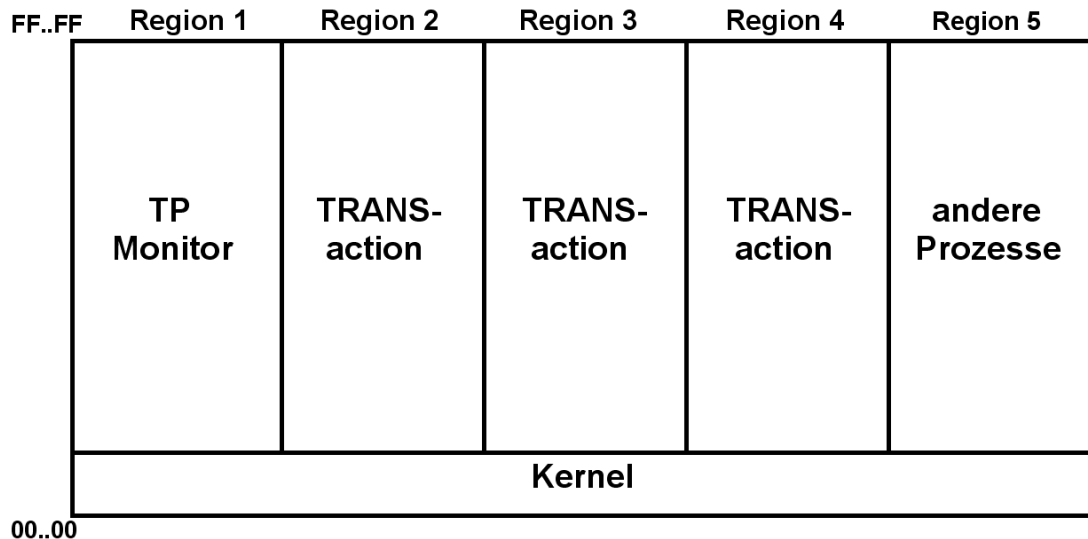 FF..FF Region 1 Region 2 Region 3 Region 4 Region 5
TP TRANS- TRANS- TRANS- andere
Monitor action action action Prozesse
Kernel
00..00